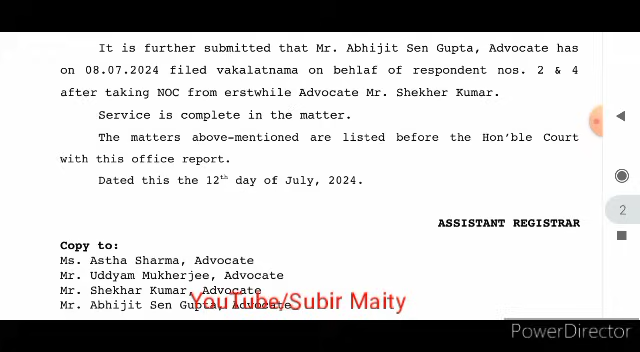 It is further submitted that Mr. Abhijit Sen Gupta, Advocate has
on 08.07.2024 filed vakalatnama on behlaf of respondent nos. 2 & 4
after taking NOC from erstwhile Advocate Mr. Shekher Kumar.
Service is complete in the matter.
The matters above-mentioned are listed before the Hon'ble Court
with this office report.
Dated this the 12th day of July, 2024.
ASSISTANT REGISTRAR
Copy to:
Ms. Astha Sharma, Advocate
Mr. Uddyam Mukherjee, Advocate
Mr. Shekhar Kumar, Advocate
Mr. Abhijit Sen Gupta, Advocate
YouTube/Subir Maity
2
PowerDirector